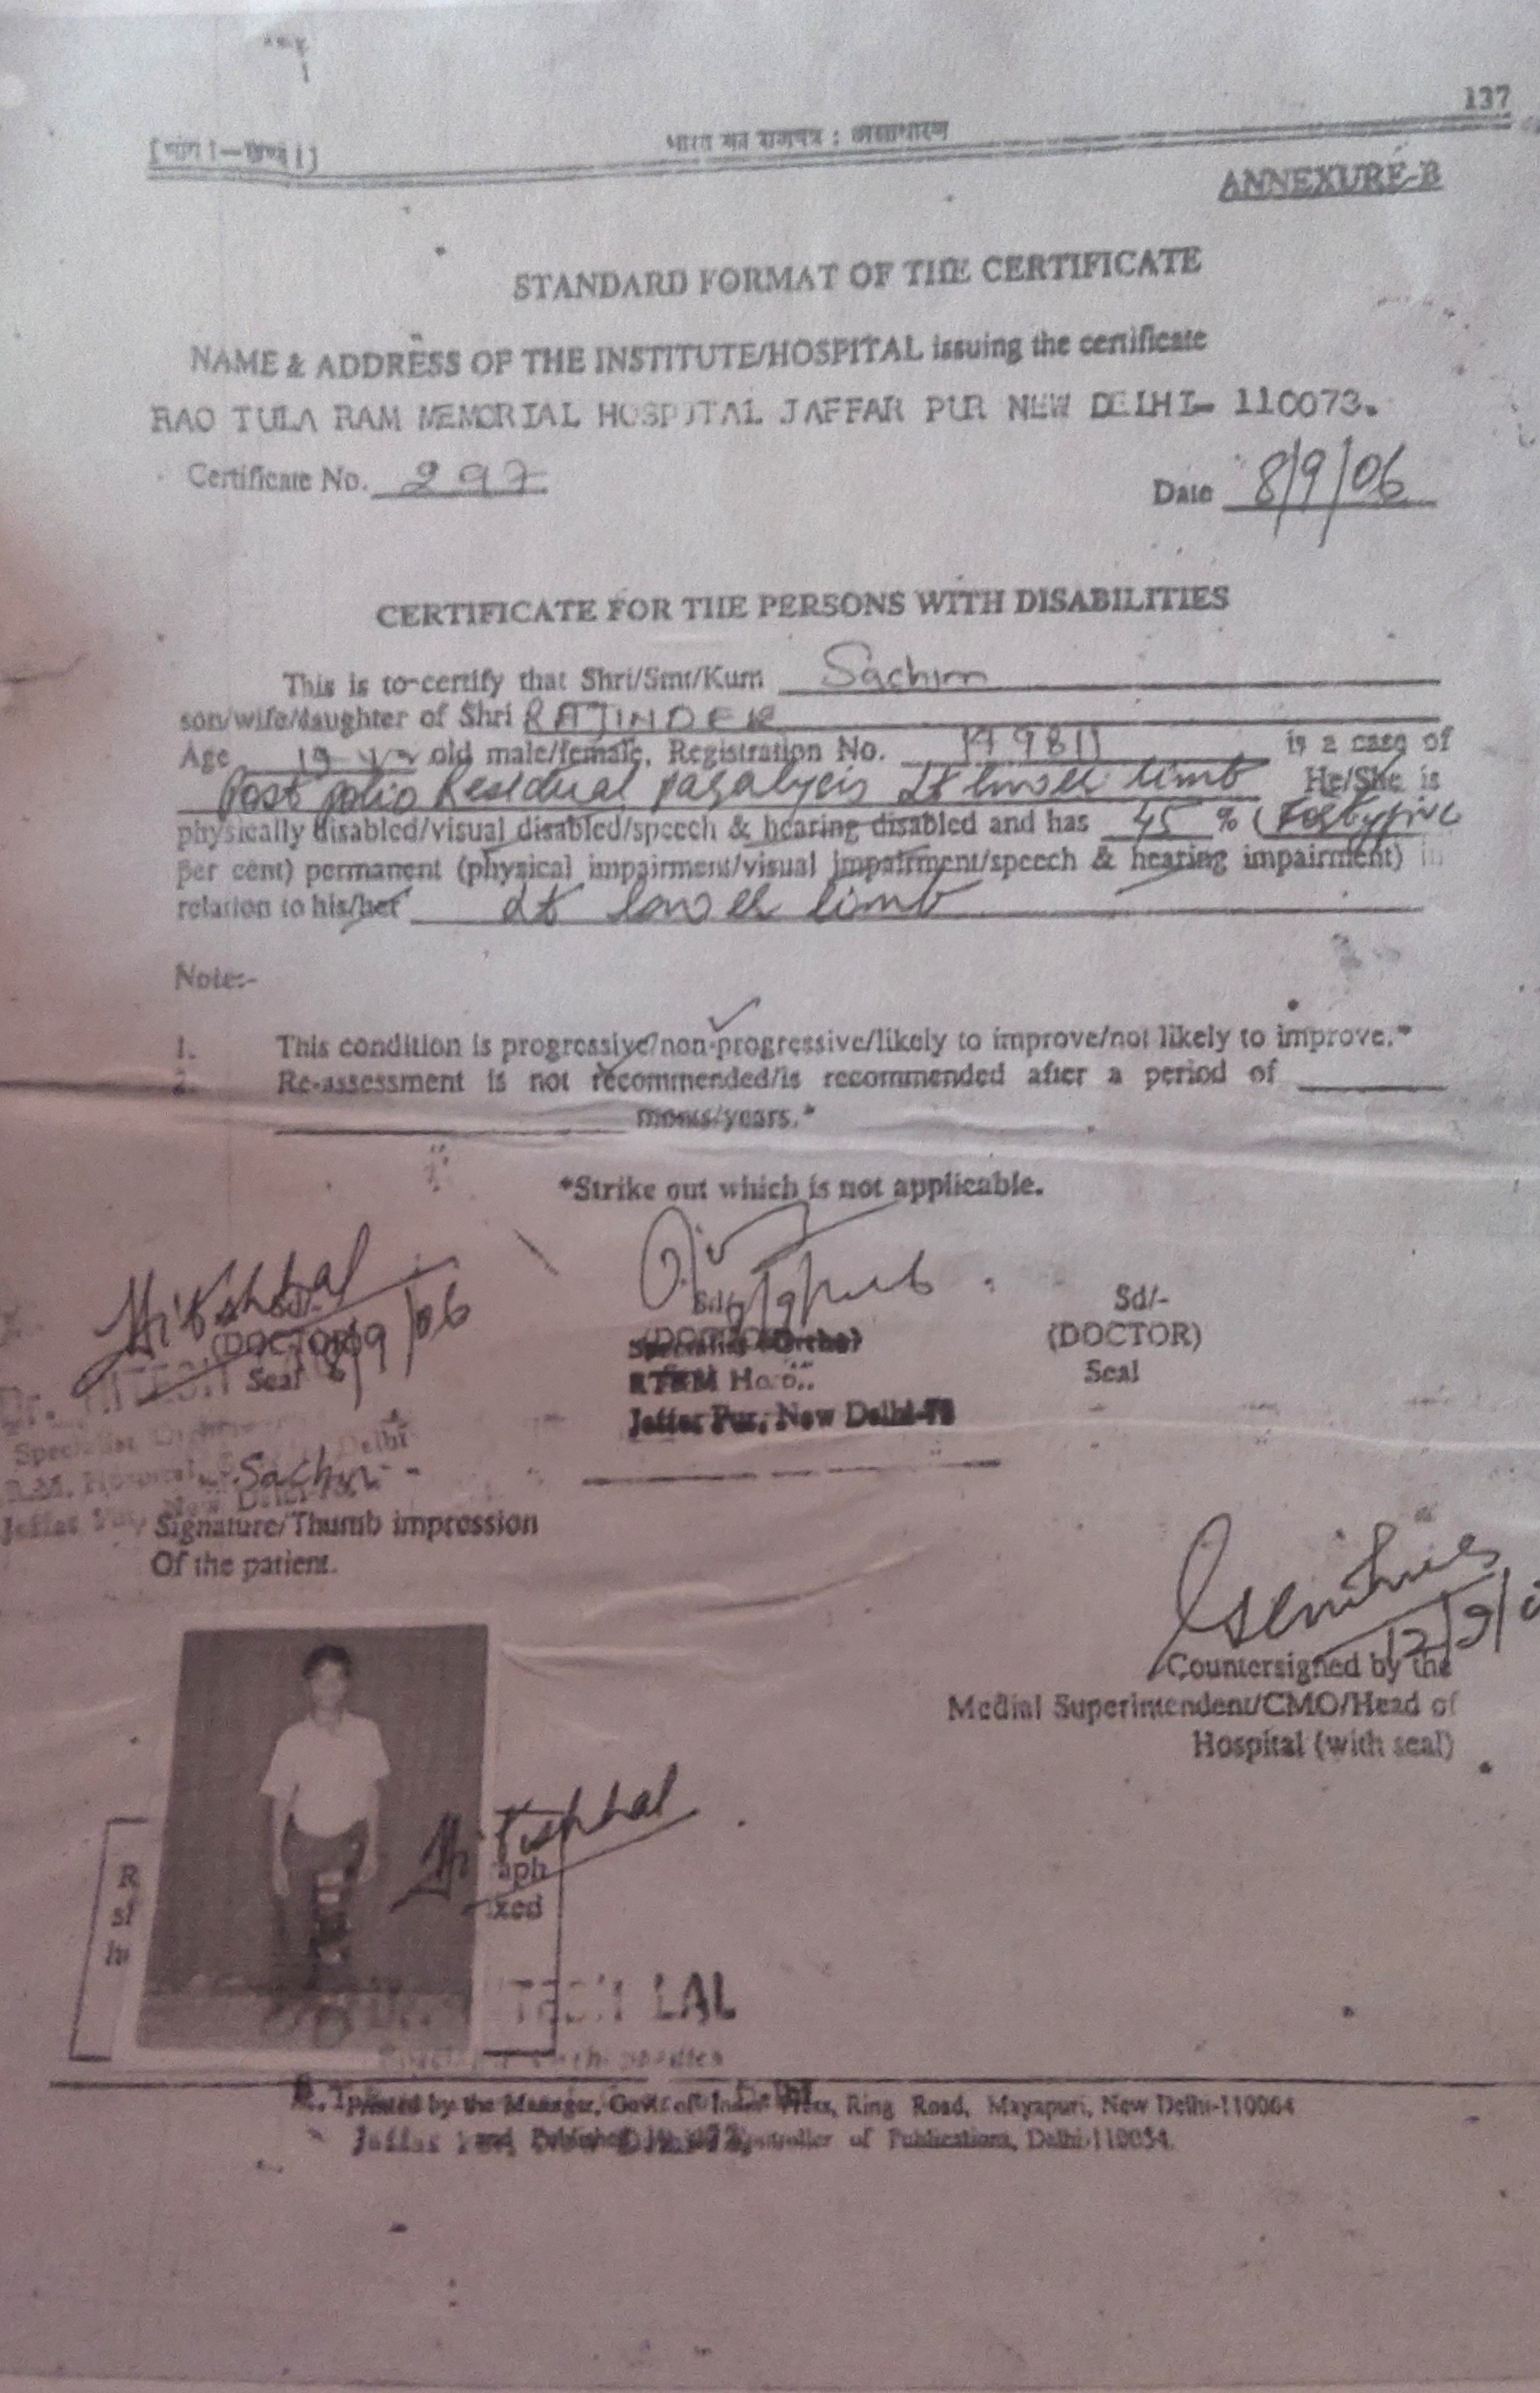 137
ANNEXURE-B
STANDARD FORMAT OF THE CERTIFICATE
NAME & ADDRESS OF THE INSTITUTE/HOSPITAL issuing the certificate
RAO TULA RAM MEMORIAL HOSPITAL JAFFAR PUR NEW DELHI- 110073.
Certificate No. 297
Date 8/9/06
CERTIFICATE FOR THE PERSONS WITH DISABILITIES
This is to certify that Shri/Smt/Kum Sachin
son/wife/daughter of Shri RAJINDER
Age old male/female, Registration No. is a case of
Post polio Residual paralysis Lt lower limb He/She is
physically disabled/visual disabled/speech & hearing disabled and has 45 % (Fortyfive
per cent) permanent (physical impairment/visual impairment/speech & hearing impairment) in
relation to his/her Lt lower limb
Note:-
1. This condition is progressive/non-progressive/likely to improve/not likely to improve.*
2. Re-assessment is not recommended/is recommended after a period of
years.*
*Strike out which is not applicable.
8/9/06
Sd/-
(DOCTOR)
Seal
(DOCTOR)
Seal
Specialist (Ortho)
Jaffar Pur, New Delhi-73
Sachin
Signature/Thumb impression
Of the patient.
12/9/
Countersigned by the
Medial Superintendent/CMO/Head of
Hospital (with seal)
aph
ixed
LAL
Printed by the Manager, Govt. of India Press, Ring Road, Mayapuri, New Delhi-110064
and Published by the Controller of Publications, Delhi-110054.